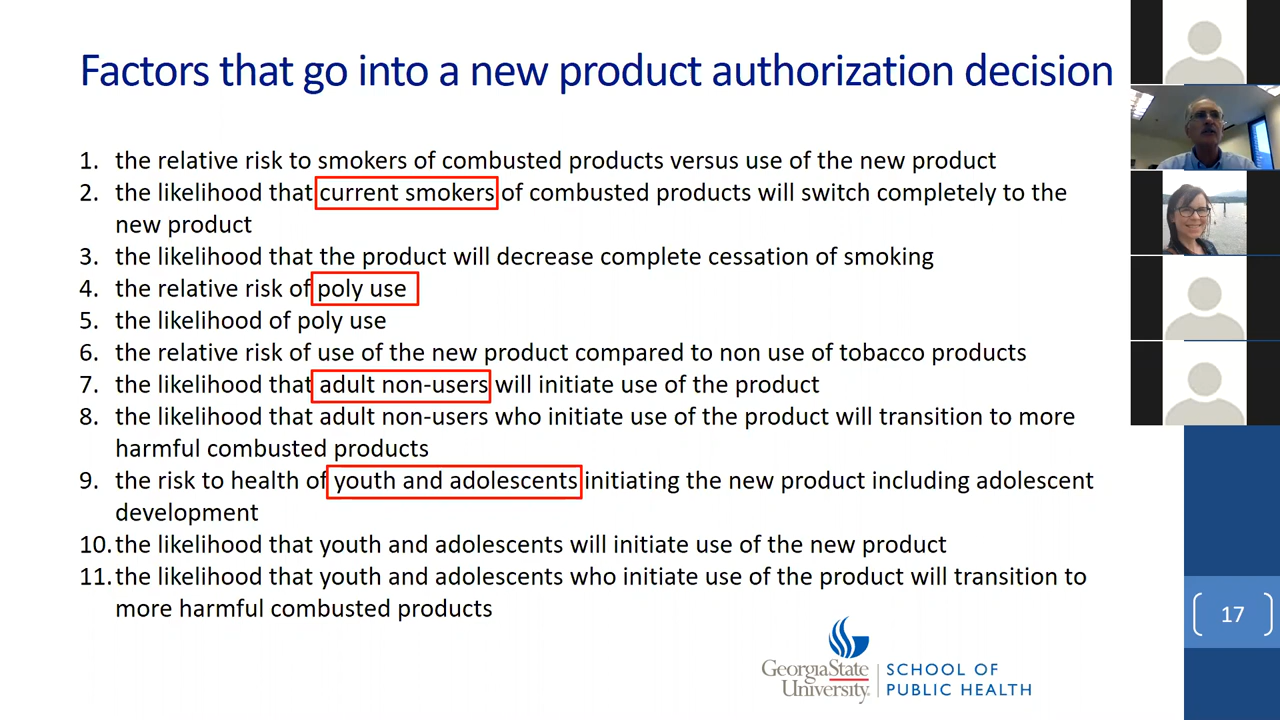 Factors that go into a new product authorization decision
1. the relative risk to smokers of combusted products versus use of the new product
2. the likelihood that current smokers of combusted products will switch completely to the
new product
3. the likelihood that the product will decrease complete cessation of smoking
4. the relative risk of poly use
5. the likelihood of poly use
6. the relative risk of use of the new product compared to non use of tobacco products
7. the likelihood that adult non-users will initiate use of the product
8. the likelihood that adult non-users who initiate use of the product will transition to more
harmful combusted products
9. the risk to health of youth and adolescents initiating the new product including adolescent
development
10. the likelihood that youth and adolescents will initiate use of the new product
11. the likelihood that youth and adolescents who initiate use of the product will transition to
more harmful combusted products
17
GeorgiaState
University.
SCHOOL OF
PUBLIC HEALTH